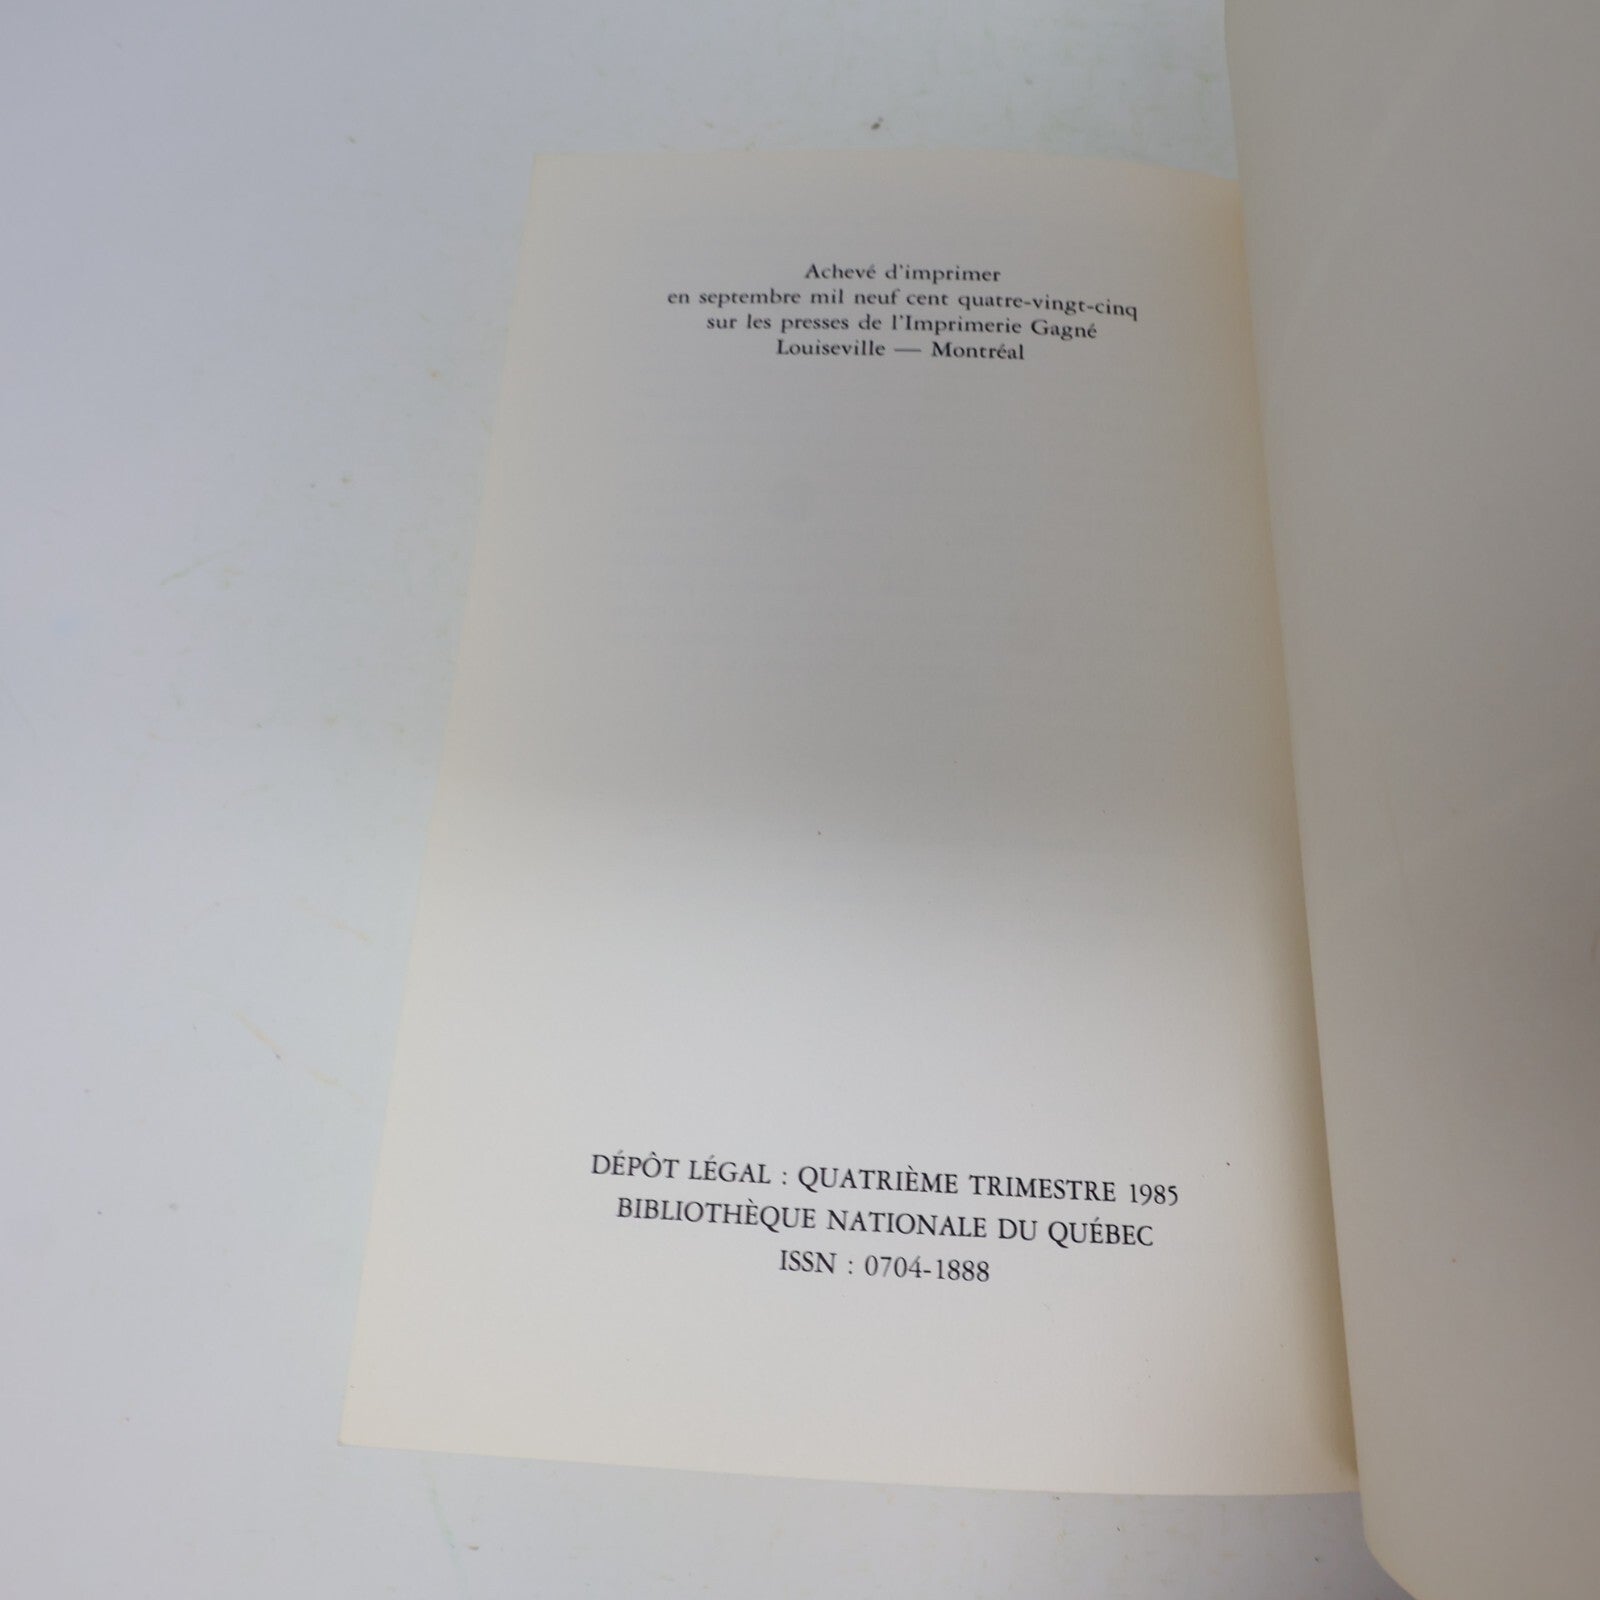 Achevé d'imprimer
en septembre mil neuf cent quatre-vingt-cinq
sur les presses de l'Imprimerie Gagné
Louiseville — Montréal
DÉPÔT LÉGAL : QUATRIÈME TRIMESTRE 1985
BIBLIOTHÈQUE NATIONALE DU QUÉBEC
ISSN : 0704-1888